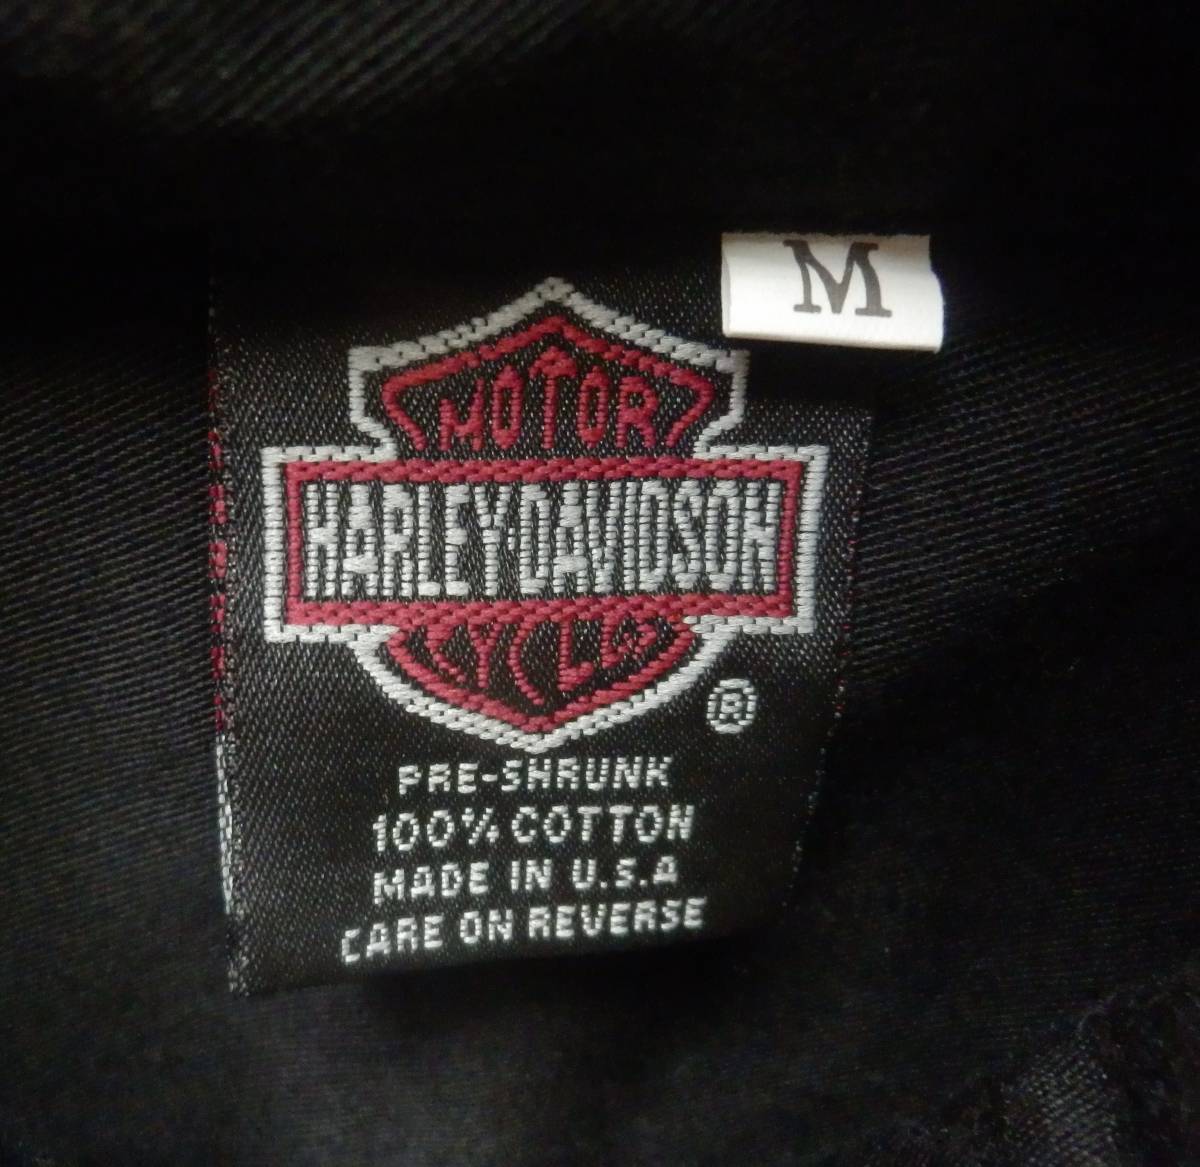 M
MOTOR
HARLEY-DAVIDSON
CYCLES
®
PRE-SHRUNK
100% COTTON
MADE IN U.S.A
CARE ON REVERSE